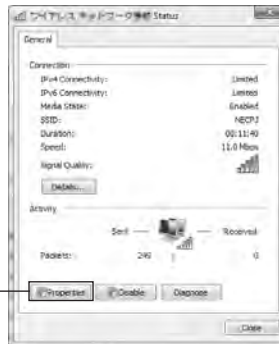 ワイヤレス ネットワーク接続 Status
General
Connection
IPv4 Connectivity: Limited
IPv6 Connectivity: Limited
Media State: Enabled
SSID: NECPJ
Duration: 00:11:40
Speed: 11.0 Mbps
Signal Quality:
Details...
Activity
Sent — — Received
Packets: 246 0
Properties Disable Diagnose
Close